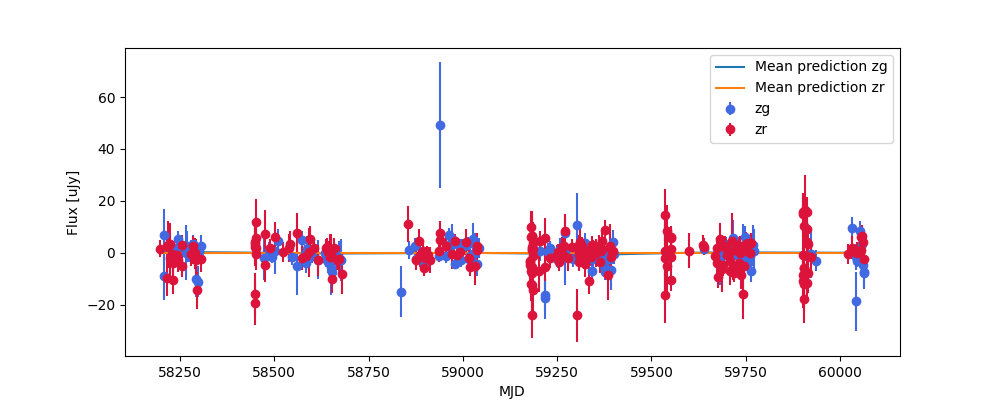 Mean prediction zg
Mean prediction zr
zg
zr
60
40
20
0
−20
Flux [uJy]
58250
58500
58750
59000
59250
59500
59750
60000
MJD